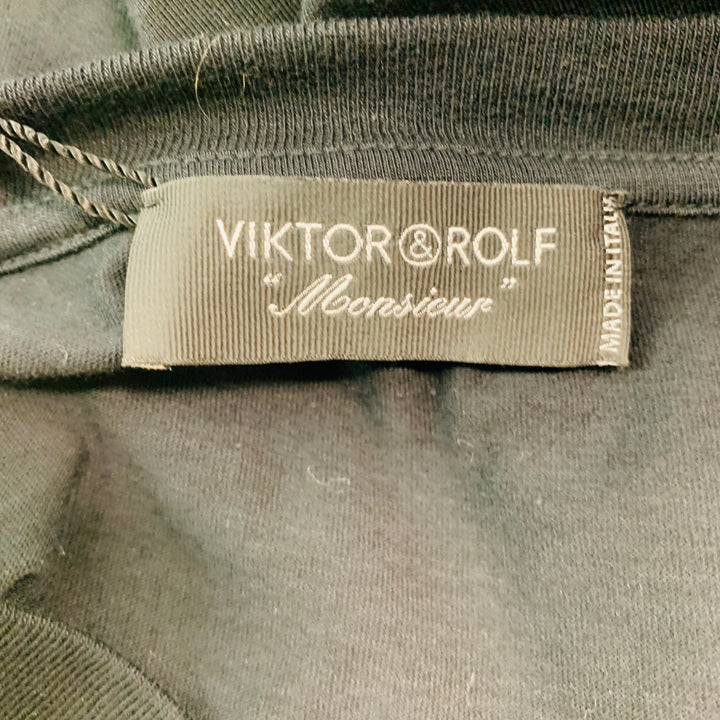 VIKTOR&ROLF
"Monsieur"
MADE IN ITALY